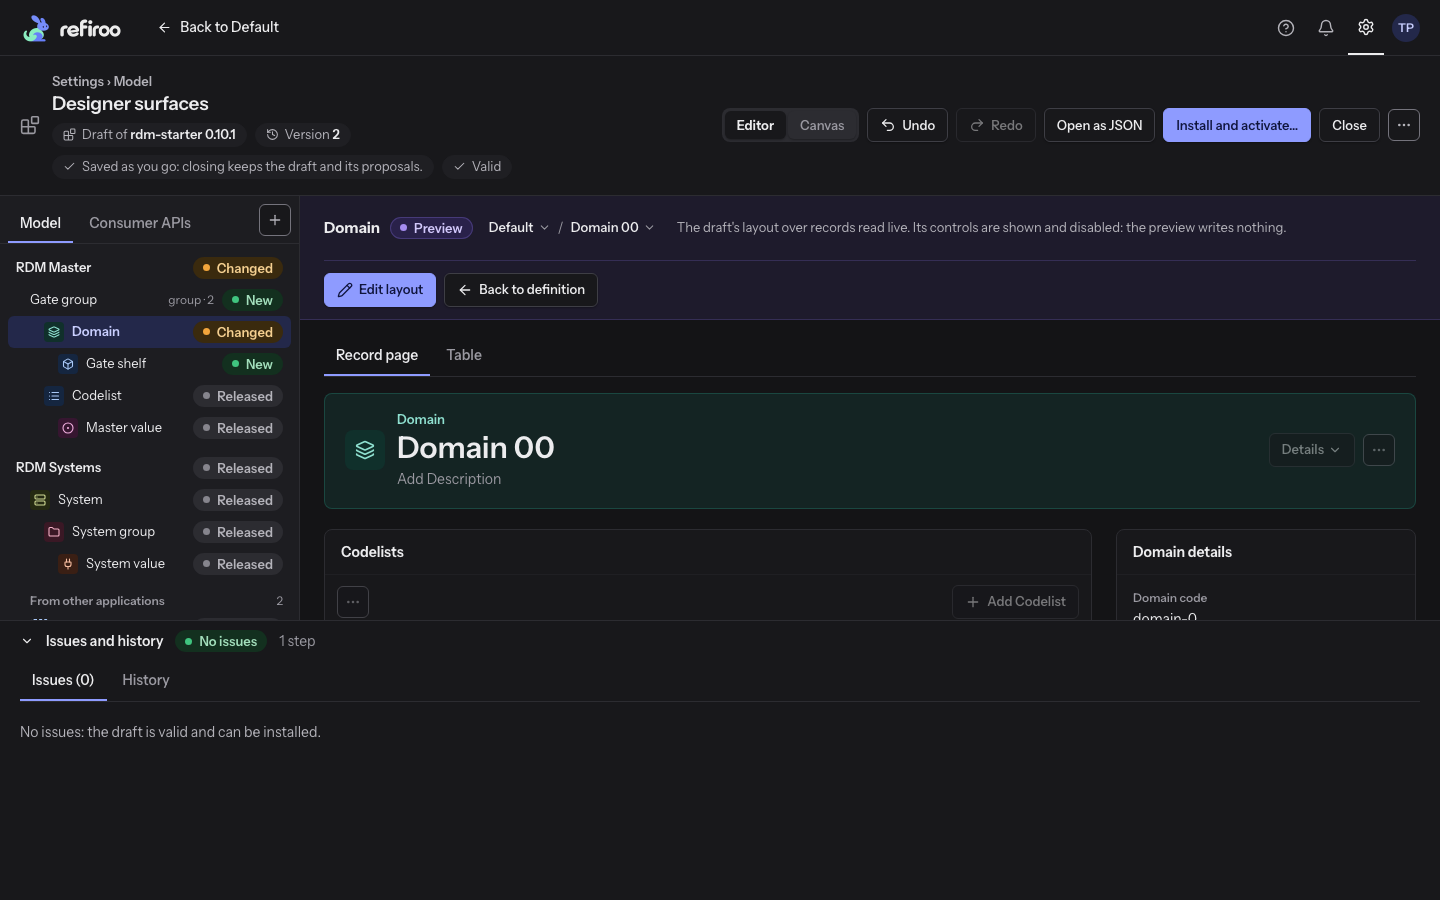 refiroo
Back to Default
TP
Settings › Model
Designer surfaces
Draft of rdm-starter 0.10.1
Version 2
Saved as you go: closing keeps the draft and its proposals.
Valid
Editor
Canvas
Undo
Redo
Open as JSON
Install and activate...
Close
Model
Consumer APIs
RDM Master
Changed
Gate group
group · 2
New
Domain
Changed
Gate shelf
New
Codelist
Released
Master value
Released
RDM Systems
Released
System
Released
System group
Released
System value
Released
From other applications
2
Domain
Preview
Default
/
Domain 00
The draft's layout over records read live. Its controls are shown and disabled: the preview writes nothing.
Edit layout
Back to definition
Record page
Table
Domain
Domain 00
Add Description
Details
Codelists
Add Codelist
Domain details
Domain code
domain-0
Issues and history
No issues
1 step
Issues (0)
History
No issues: the draft is valid and can be installed.